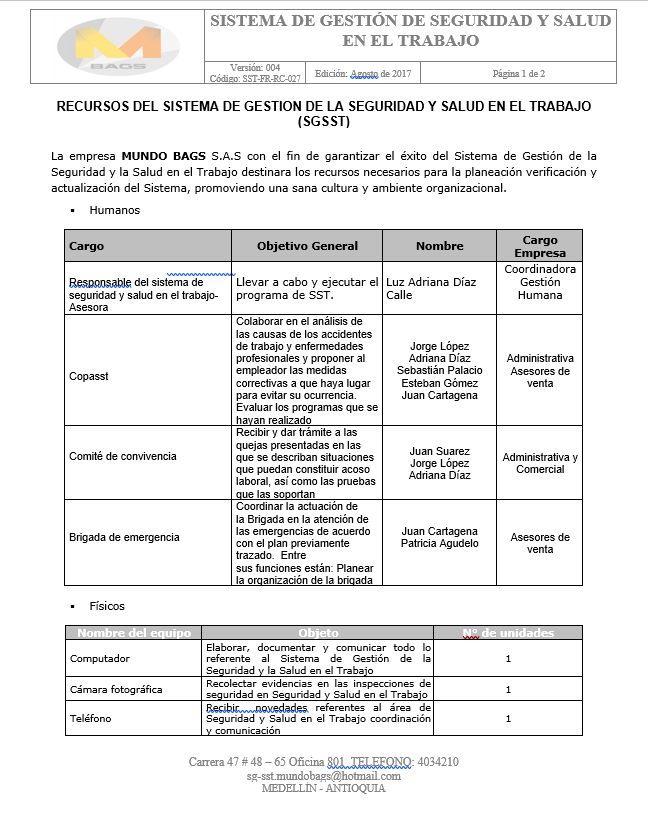 M
BAGS
SISTEMA DE GESTIÓN DE SEGURIDAD Y SALUD
EN EL TRABAJO
Versión: 004
Código: SST-FR-RC-027
Edición: Agosto de 2017
Página 1 de 2
RECURSOS DEL SISTEMA DE GESTION DE LA SEGURIDAD Y SALUD EN EL TRABAJO
(SGSST)
La empresa MUNDO BAGS S.A.S con el fin de garantizar el éxito del Sistema de Gestión de la
Seguridad y la Salud en el Trabajo destinara los recursos necesarios para la planeación verificación y
actualización del Sistema, promoviendo una sana cultura y ambiente organizacional.
▪ Humanos
Cargo
Objetivo General
Nombre
Cargo
Empresa
Responsable del sistema de
seguridad y salud en el trabajo-
Asesora
Llevar a cabo y ejecutar el
programa de SST.
Luz Adriana Díaz
Calle
Coordinadora
Gestión
Humana
Copasst
Colaborar en el análisis de
las causas de los accidentes
de trabajo y enfermedades
profesionales y proponer al
empleador las medidas
correctivas a que haya lugar
para evitar su ocurrencia.
Evaluar los programas que se
hayan realizado
Jorge López
Adriana Díaz
Sebastián Palacio
Esteban Gómez
Juan Cartagena
Administrativa
Asesores de
venta
Comité de convivencia
Recibir y dar trámite a las
quejas presentadas en las
que se describan situaciones
que puedan constituir acoso
laboral, así como las pruebas
que las soportan
Juan Suarez
Jorge López
Adriana Díaz
Administrativa y
Comercial
Brigada de emergencia
Coordinar la actuación de
la Brigada en la atención de
las emergencias de acuerdo
con el plan previamente
trazado. Entre
sus funciones están: Planear
la organización de la brigada
Juan Cartagena
Patricia Agudelo
Asesores de
venta
▪ Físicos
Nombre del equipo
Objeto
N° de unidades
Computador
Elaborar, documentar y comunicar todo lo
referente al Sistema de Gestión de la
Seguridad y la Salud en el Trabajo
1
Cámara fotográfica
Recolectar evidencias en las inspecciones de
seguridad en Seguridad y Salud en el Trabajo
1
Teléfono
Recibir novedades referentes al área de
Seguridad y Salud en el Trabajo coordinación
y comunicación
1
Carrera 47 # 48 – 65 Oficina 801 TELEFONO: 4034210
sg-sst.mundobags@hotmail.com
MEDELLÍN - ANTIOQUIA